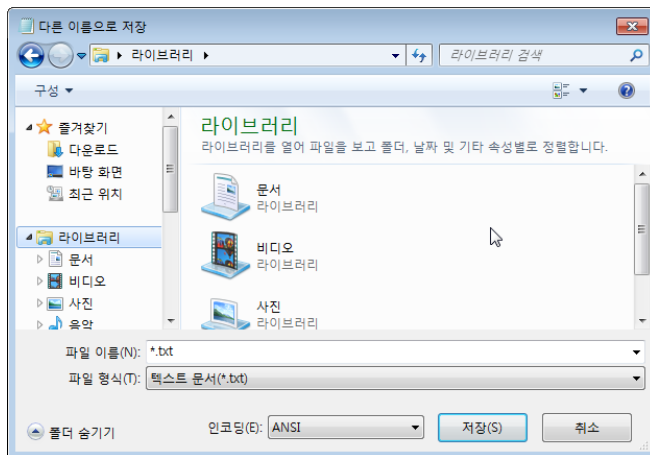 다른 이름으로 저장
라이브러리
라이브러리 검색
구성
즐겨찾기
다운로드
바탕 화면
최근 위치
라이브러리
문서
비디오
사진
음악
라이브러리
라이브러리를 열어 파일을 보고 폴더, 날짜 및 기타 속성별로 정렬합니다.
문서
라이브러리
비디오
라이브러리
사진
라이브러리
파일 이름(N): *.txt
파일 형식(T): 텍스트 문서(*.txt)
폴더 숨기기
인코딩(E): ANSI
저장(S)
취소